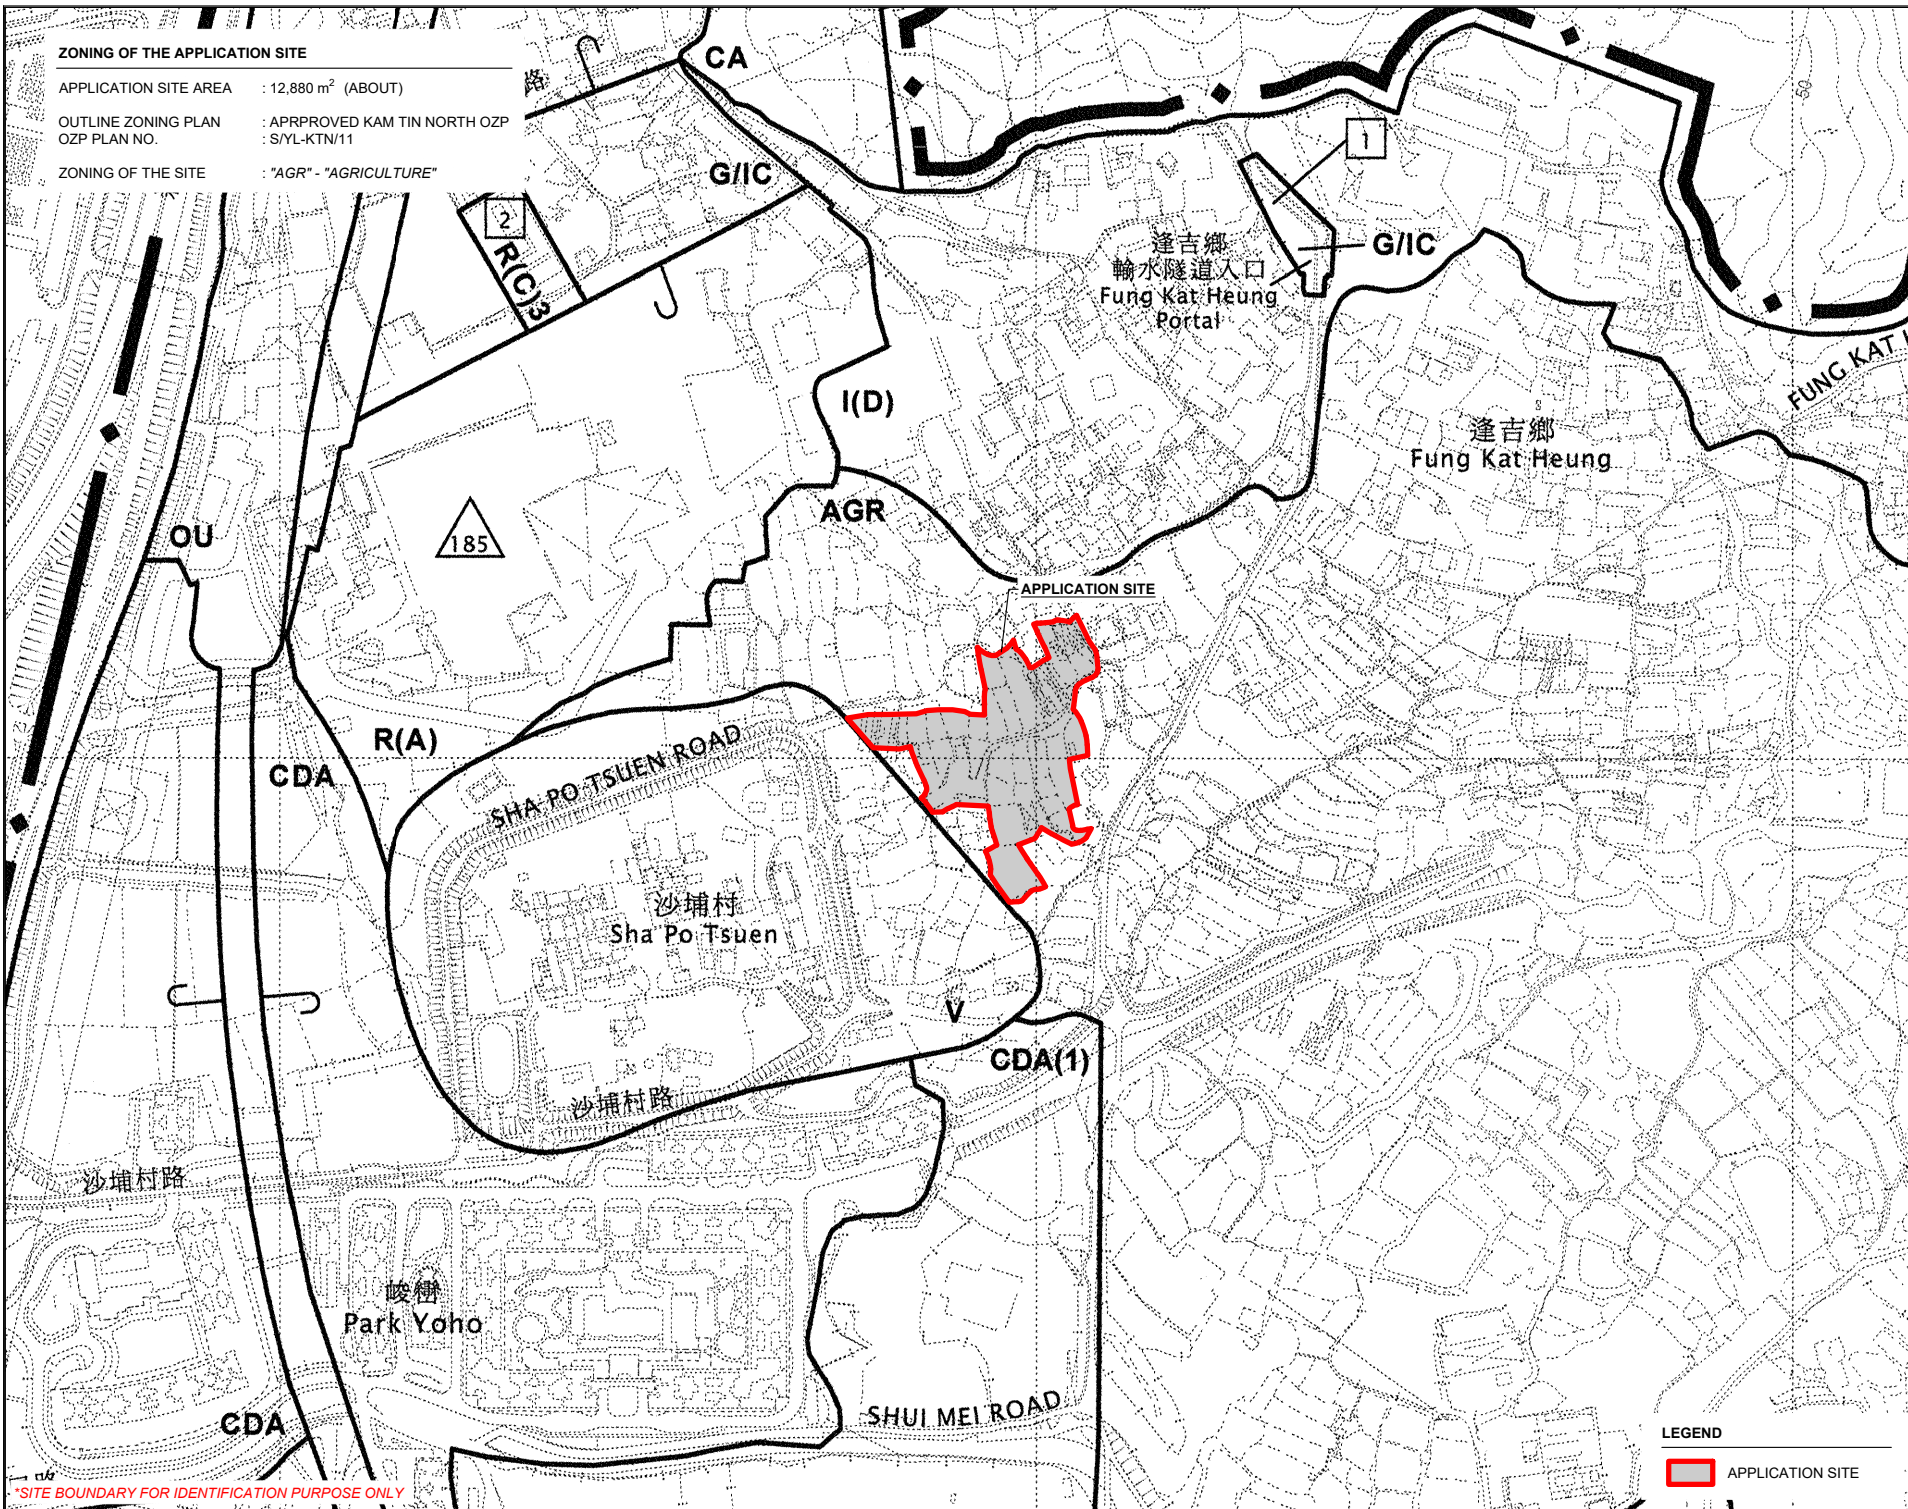 ZONING OF THE APPLICATION SITE
APPLICATION SITE AREA : 12,880 m² (ABOUT)
OUTLINE ZONING PLAN : APRPROVED KAM TIN NORTH OZP
OZP PLAN NO. : S/YL-KTN/11
ZONING OF THE SITE : "AGR" - "AGRICULTURE"
路
CA
G/IC
2
R(C)3
1
G/IC
逢吉鄉
輸水隧道入口
Fung Kat Heung
Portal
FUNG KAT
I(D)
逢吉鄉
Fung Kat Heung
AGR
185
OU
APPLICATION SITE
R(A)
CDA
SHA PO TSUEN ROAD
沙埔村
Sha Po Tsuen
V
CDA(1)
沙埔村路
沙埔村路
峻巒
Park Yoho
SHUI MEI ROAD
CDA
LEGEND
APPLICATION SITE
路
*SITE BOUNDARY FOR IDENTIFICATION PURPOSE ONLY
50